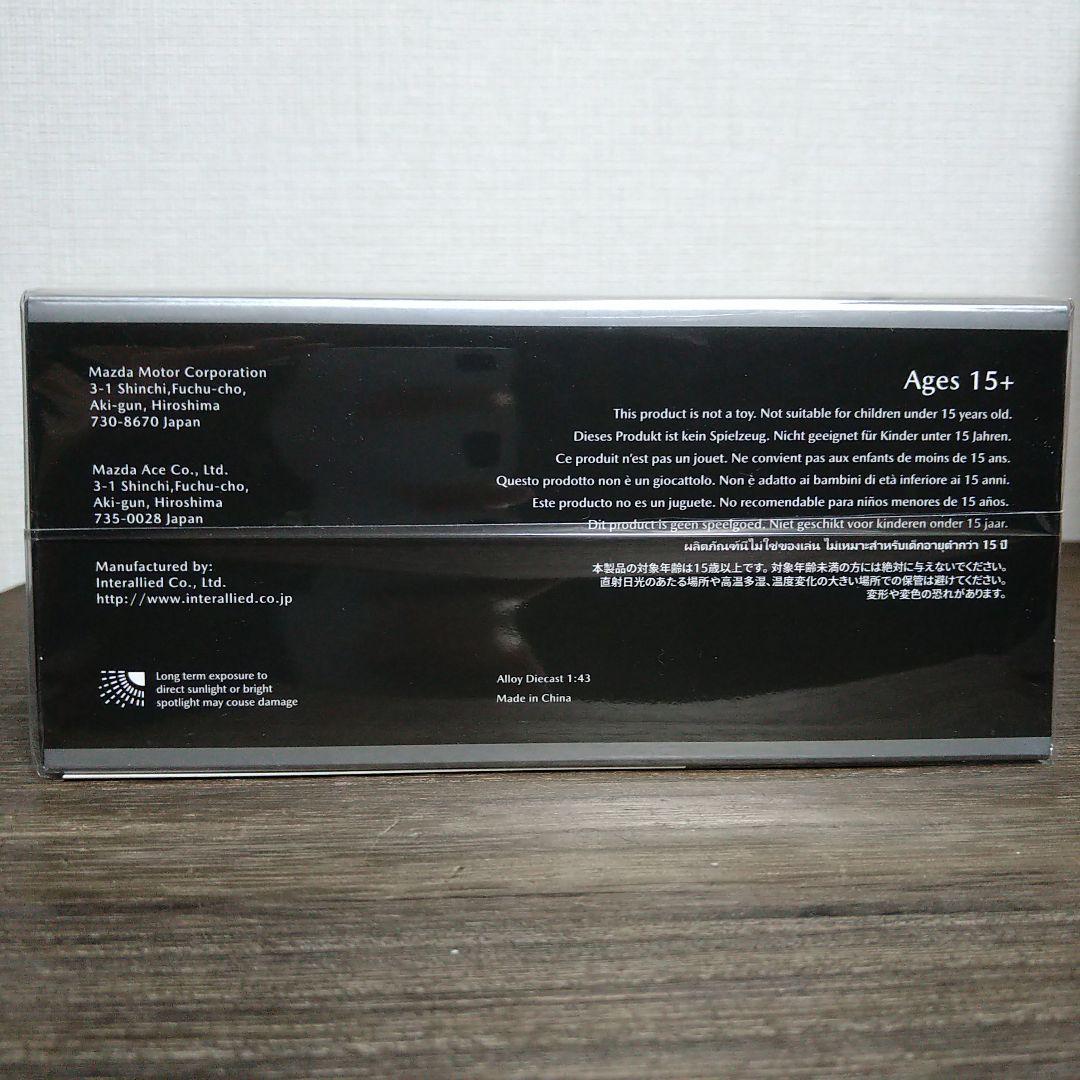 Mazda Motor Corporation
3-1 Shinchi,Fuchu-cho,
Aki-gun, Hiroshima
730-8670 Japan
Mazda Ace Co., Ltd.
3-1 Shinchi,Fuchu-cho,
Aki-gun, Hiroshima
735-0028 Japan
Manufactured by:
Interallied Co., Ltd.
http://www.interallied.co.jp
Long term exposure to
direct sunlight or bright
spotlight may couse damage
Alloy Diecast 1:43
Made in China
Ages 15+
This product is not a toy. Not suitable for children under 15 years old.
Dieses Produkt ist kein Spielzeug. Nicht geeignet für Kinder unter 15 Jahren.
Ce produit n'est pas un jouet. Ne convient pas aux enfants de moins de 15 ans.
Questo prodotto non è un giocattolo. Non è adatto ai bambini di età inferiore ai 15 anni.
Este producto no es un juguete. No recomendable para niños menores de 15 años.
Dit product is geen speelgoed. Niet geschikt voor kinderen onder 15 jaar.
ผลิตภัณฑ์นี้ไม่ใช่ของเล่น ไม่เหมาะสำหรับเด็กอายุต่ำกว่า 15 ปี
本製品の対象年齢は15歳以上です。対象年齢未満の方には絶対に与えないでください。
直射日光のあたる場所や高温多湿、温度変化の大きい場所での保管は避けてください。
変形や変色の恐れがあります。